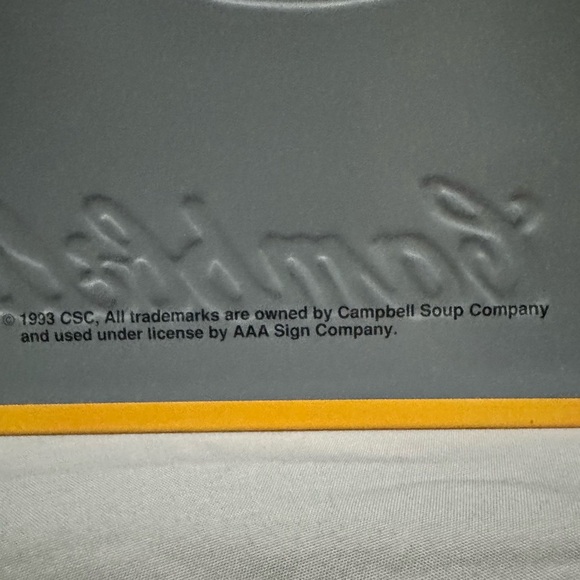 © 1993 CSC, All trademarks are owned by Campbell Soup Company
and used under license by AAA Sign Company.